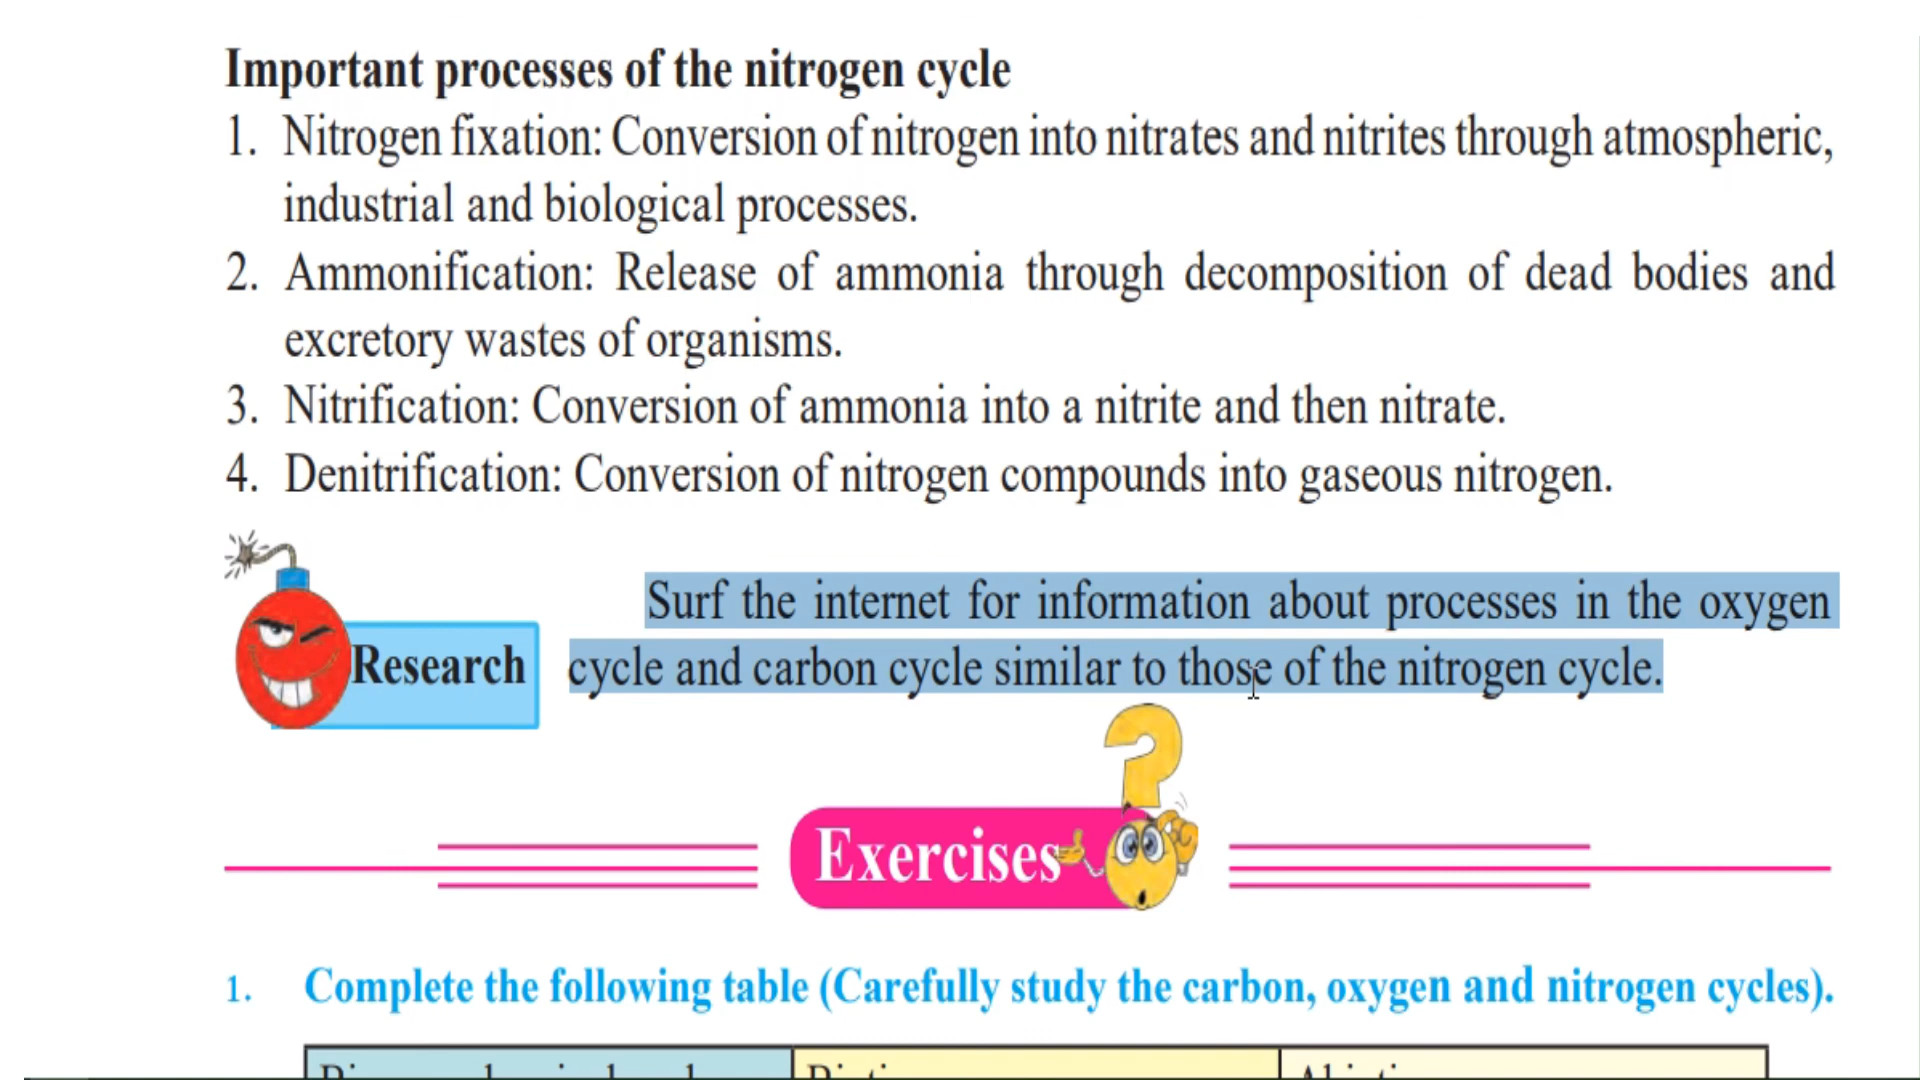 Important processes of the nitrogen cycle
1. Nitrogen fixation: Conversion of nitrogen into nitrates and nitrites through atmospheric,
industrial and biological processes.
2. Ammonification: Release of ammonia through decomposition of dead bodies and
excretory wastes of organisms.
3. Nitrification: Conversion of ammonia into a nitrite and then nitrate.
4. Denitrification: Conversion of nitrogen compounds into gaseous nitrogen.
Surf the internet for information about processes in the oxygen
Research cycle and carbon cycle similar to those of the nitrogen cycle.
?
Exercises
1. Complete the following table (Carefully study the carbon, oxygen and nitrogen cycles).